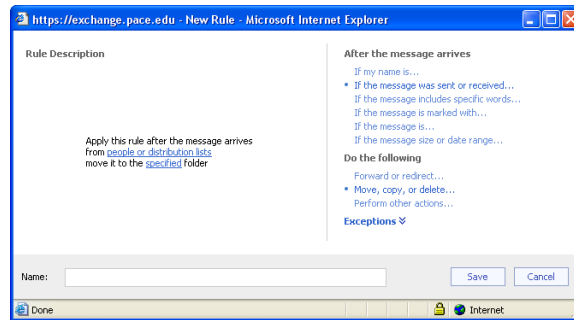 https://exchange.pace.edu - New Rule - Microsoft Internet Explorer
Rule Description
Apply this rule after the message arrives
from people or distribution lists
move it to the specified folder
After the message arrives
If my name is...
If the message was sent or received...
If the message includes specific words...
If the message is marked with...
If the message is...
If the message size or date range...
Do the following
Forward or redirect...
Move, copy, or delete...
Perform other actions...
Exceptions
Name:
Save
Cancel
Done
Internet